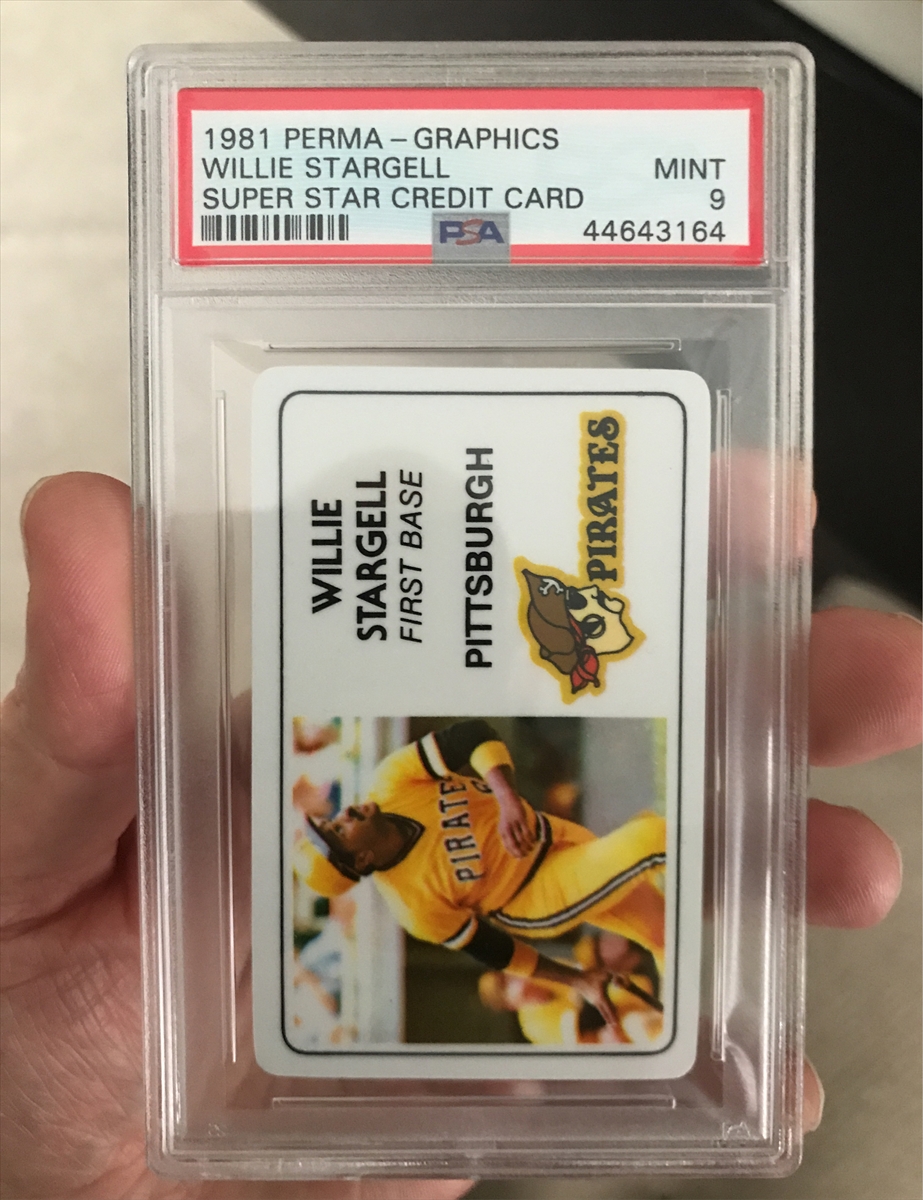 1981 PERMA-GRAPHICS
WILLIE STARGELL MINT
SUPER STAR CREDIT CARD 9
PSA 44643164
WILLIE
STARGELL
FIRST BASE
PITTSBURGH
PIRATES
PIRATES